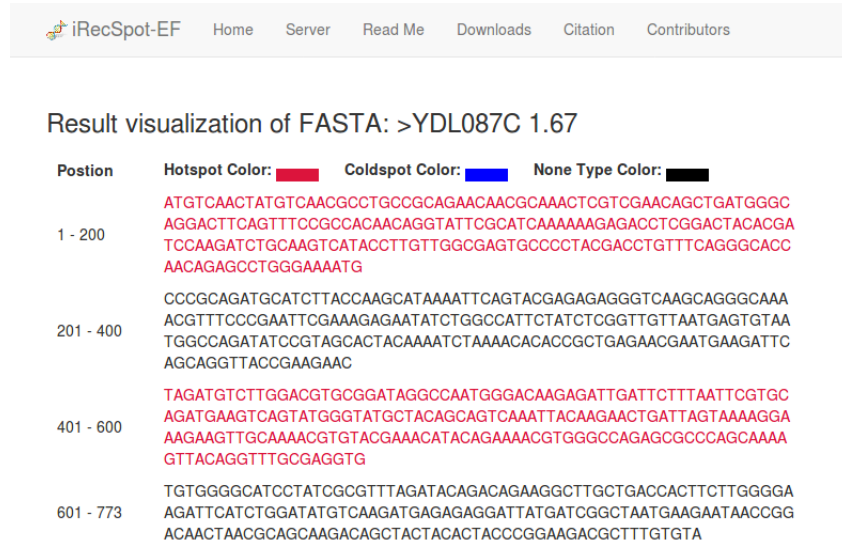 iRecSpot-EF Home Server Read Me Downloads Citation Contributors
Result visualization of FASTA: >YDL087C 1.67
Postion Hotspot Color: Coldspot Color: None Type Color:
ATGTCAACTATGTCAACGCCTGCCGCAGAACAACGCAAACTCGTCGAACAGCTGATGGGC
AGGACTTCAGTTTCCGCCACAACAGGTATTCGCATCAAAAAAGAGACCTCGGACTACACGA
1 - 200
TCCAAGATCTGCAAGTCATACCTTGTTGGCGAGTGCCCCTACGACCTGTTTCAGGGCACC
AACAGAGCCTGGGAAAATG
CCCGCAGATGCATCTTACCAAGCATAAAATTCAGTACGAGAGAGGGTCAAGCAGGGCAAA
ACGTTTCCCGAATTCGAAAGAGAATATCTGGCCATTCTATCTCGGTTGTTAATGAGTGTAA
201 - 400
TGGCCAGATATCCGTAGCACTACAAAATCTAAAACACACCGCTGAGAACGAATGAAGATTC
AGCAGGTTACCGAAGAAC
TAGATGTCTTGGACGTGCGGATAGGCCAATGGGACAAGAGATTGATTCTTTAATTCGTGC
AGATGAAGTCAGTATGGGTATGCTACAGCAGTCAAATTACAAGAACTGATTAGTAAAAGGA
401 - 600
AAGAAGTTGCAAAACGTGTACGAAACATACAGAAAACGTGGGCCAGAGCGCCCAGCAAAA
GTTACAGGTTTGCGAGGTG
TGTGGGGCATCCTATCGCGTTTAGATACAGACAGAAGGCTTGCTGACCACTTCTTGGGGA
601 - 773 AGATTCATCTGGATATGTCAAGATGAGAGAGGATTATGATCGGCTAATGAAGAATAACCGG
ACAACTAACGCAGCAAGACAGCTACTACACTACCCGGAAGACGCTTTGTGTA